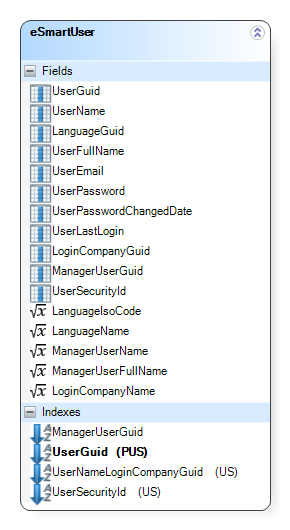 eSmartUser
Fields
UserGuid
UserName
LanguageGuid
UserFullName
UserEmail
UserPassword
UserPasswordChangedDate
UserLastLogin
LoginCompanyGuid
ManagerUserGuid
UserSecurityId
LanguageIsoCode
LanguageName
ManagerUserName
ManagerUserFullName
LoginCompanyName
Indexes
ManagerUserGuid
UserGuid (PUS)
UserNameLoginCompanyGuid (US)
UserSecurityId (US)